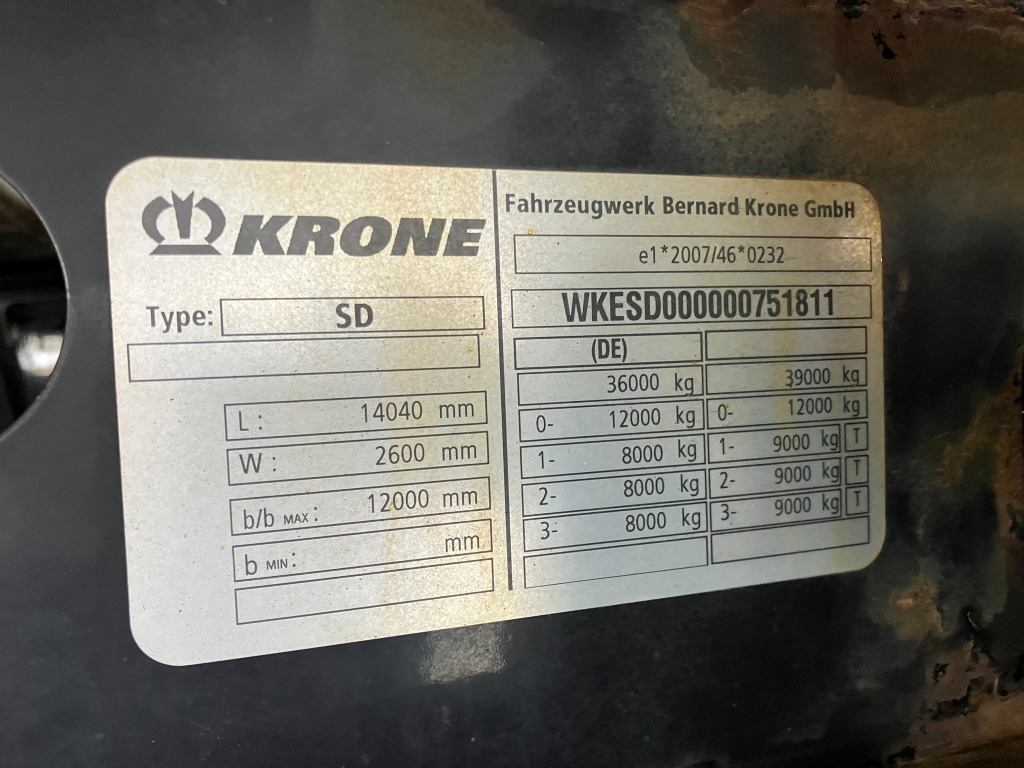 KRONE
Type: SD
L: 14040 mm
W: 2600 mm
b/b MAX: 12000 mm
b MIN: mm
Fahrzeugwerk Bernard Krone GmbH
e1*2007/46*0232
WKESD000000751811
(DE)
36000 kg 39000 kg
0- 12000 kg 0- 12000 kg
1- 8000 kg 1- 9000 kg T
2- 8000 kg 2- 9000 kg T
3- 8000 kg 3- 9000 kg T